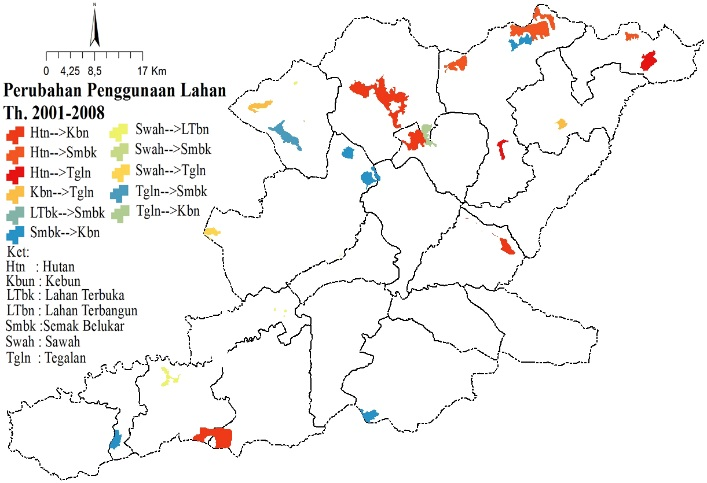 0 4,25 8,5 17 Km
Perubahan Penggunaan Lahan
Th. 2001-2008
Htn-->Kbn
Htn-->Smbk
Htn-->Tgln
Kbn-->Tgln
LTbk->Smbk
Smbk-->Kbn
Swah-->LTbn
Swah-->Smbk
Swah-->Tgln
Tgln-->Smbk
Tgln-->Kbn
Ket:
Htn : Hutan
Kbun : Kebun
LTbk : Lahan Terbuka
LTbn : Lahan Terbangun
Smbk :Semak Belukar
Swah : Sawah
Tgln : Tegalan